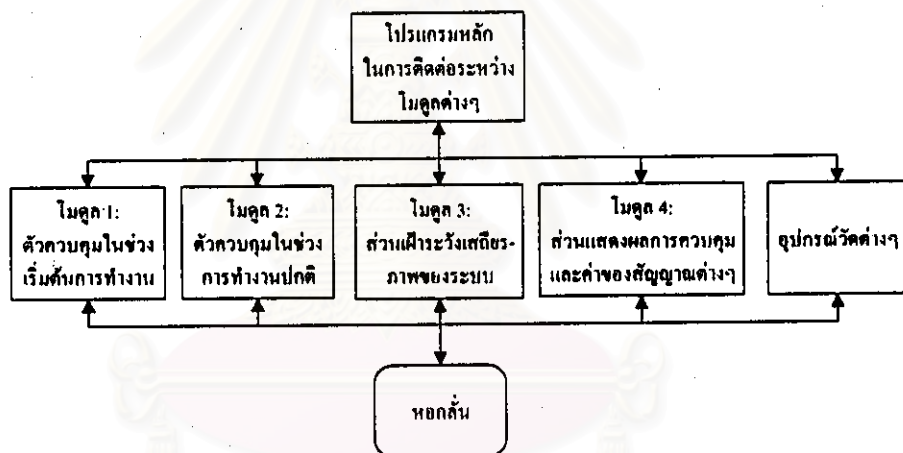 โปรแกรมหลัก
ในการติดต่อระหว่าง
โมดูลต่างๆ
โมดูล 1:
ตัวควบคุมในช่วง
เริ่มต้นการทำงาน
โมดูล 2:
ตัวควบคุมในช่วง
การทำงานปกติ
โมดูล 3:
ส่วนเฝ้าระวังเสถียร-
ภาพของระบบ
โมดูล 4:
ส่วนแสดงผลการควบคุม
และค่าของสัญญาณต่างๆ
อุปกรณ์วัดต่างๆ
หอกลั่น